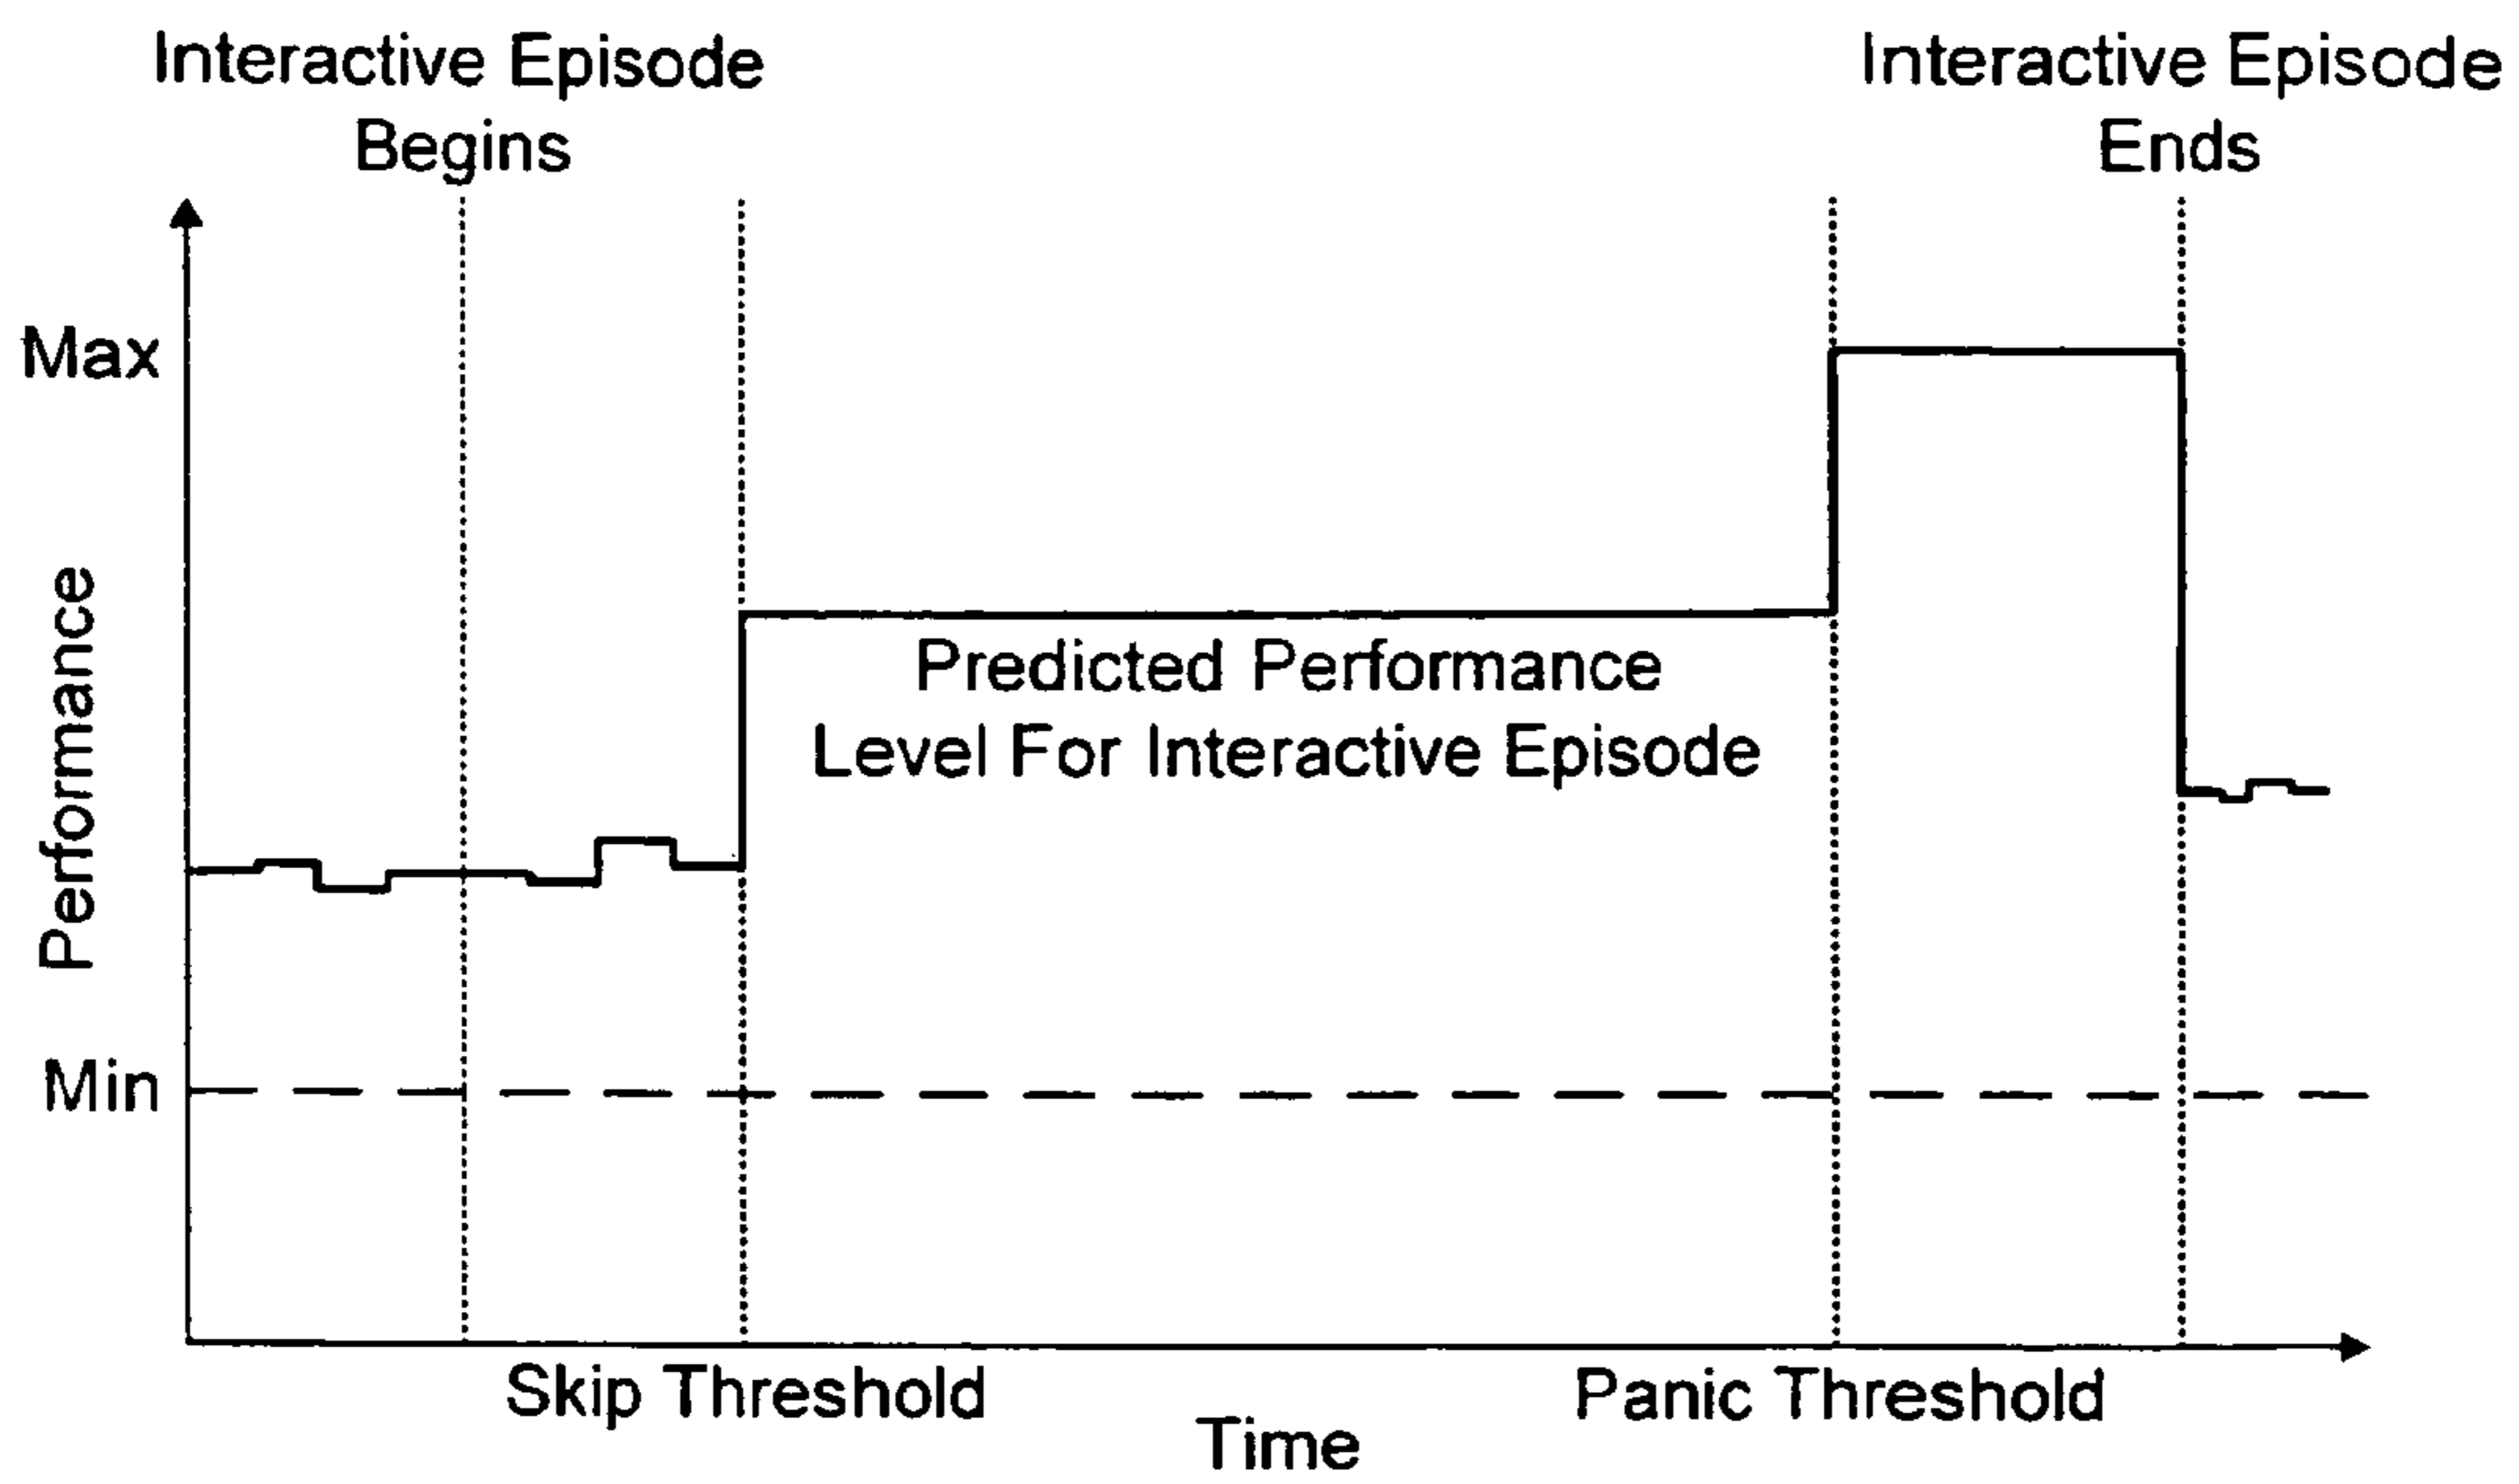 Interactive Episode
Begins
Interactive Episode
Ends
Max
Performance
Predicted Performance
Level For Interactive Episode
Min
Skip Threshold
Panic Threshold
Time